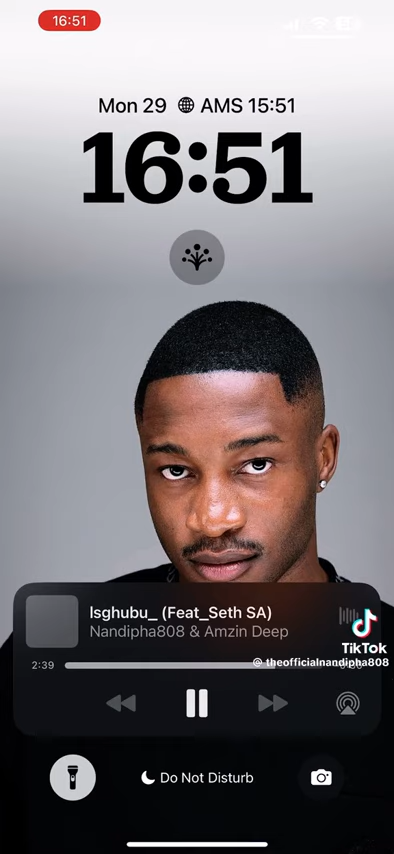 16:51
Mon 29 AMS 15:51
16:51
Isghubu_ (Feat_Seth SA)
Nandipha808 & Amzin Deep
TikTok
@ theofficialnandipha808
2:39
Do Not Disturb